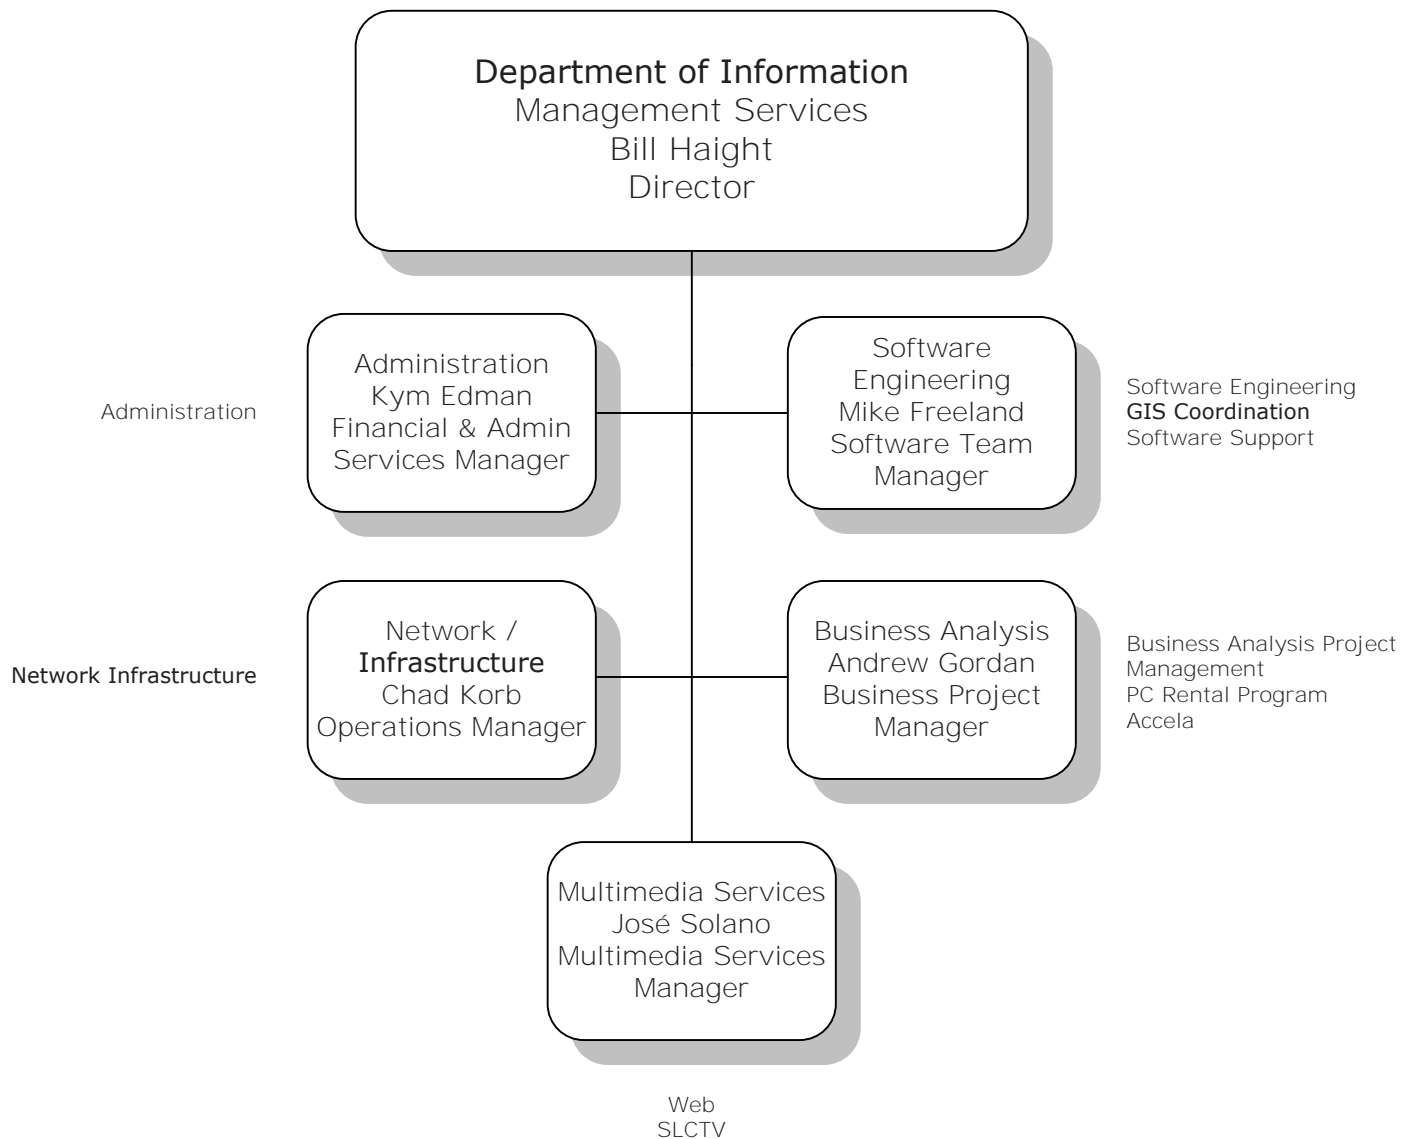 Department of Information
Management Services
Bill Haight
Director
Administration
Administration
Kym Edman
Financial & Admin
Services Manager
Software
Engineering
Mike Freeland
Software Team
Manager
Software Engineering
GIS Coordination
Software Support
Network Infrastructure
Network /
Infrastructure
Chad Korb
Operations Manager
Business Analysis
Andrew Gordan
Business Project
Manager
Business Analysis Project
Management
PC Rental Program
Accela
Multimedia Services
José Solano
Multimedia Services
Manager
Web
SLCTV